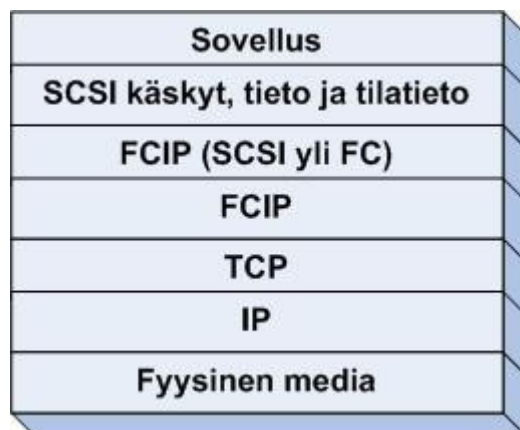 Sovellus
SCSI käskyt, tieto ja tilatieto
FCIP (SCSI yli FC)
FCIP
TCP
IP
Fyysinen media